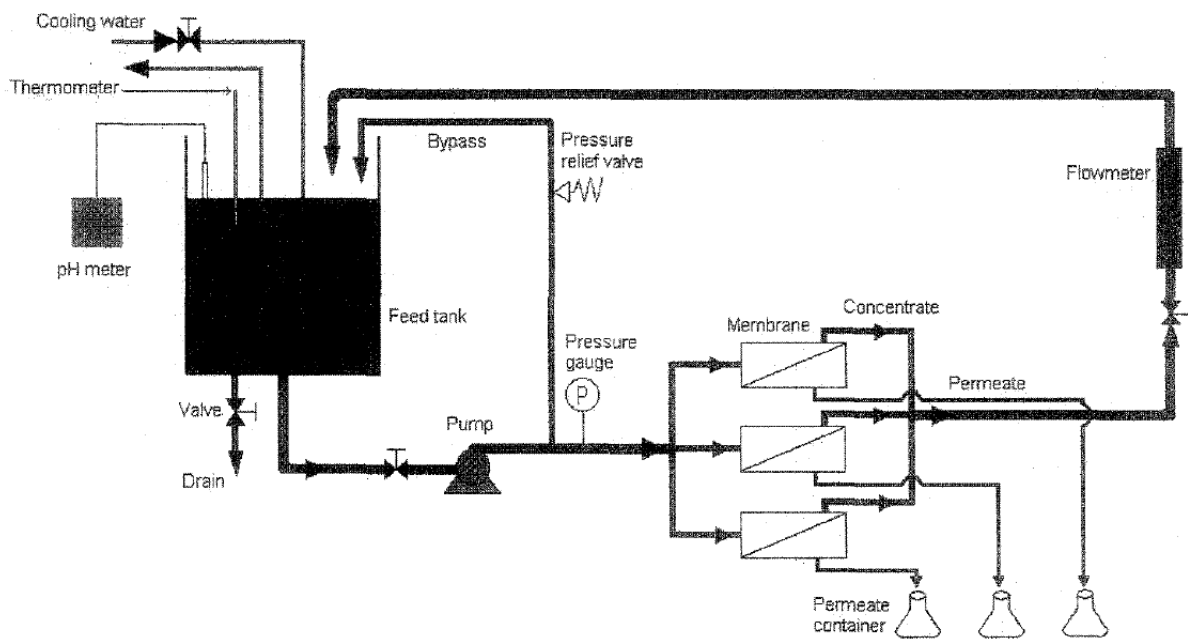 Cooling water
Thermometer
Bypass
Pressure
relief valve
Flowmeter
pH meter
Feed tank
Concentrate
Membrane
Pressure
gauge
P
Permeate
Valve
Pump
Drain
Permeate
container